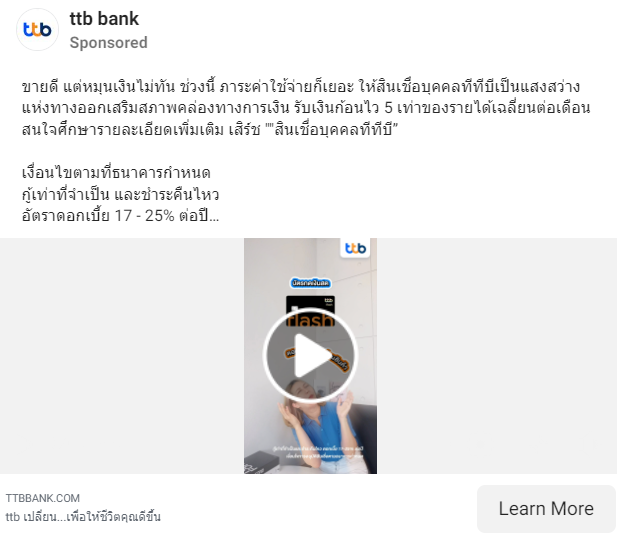 ttb
ttb bank
Sponsored
ขายดี แต่หมุนเงินไม่ทัน ช่วงนี้ ภาระค่าใช้จ่ายก็เยอะ ให้สินเชื่อบุคคลทีทีบีเป็นแสงสว่าง
แห่งทางออกเสริมสภาพคล่องทางการเงิน รับเงินก้อนไว 5 เท่าของรายได้เฉลี่ยนต่อเดือน
สนใจศึกษารายละเอียดเพิ่มเติม เสิร์ช ""สินเชื่อบุคคลทีทีบี”
เงื่อนไขตามที่ธนาคารกำหนด
กู้เท่าที่จำเป็น และชำระคืนไหว
อัตราดอกเบี้ย 17 - 25% ต่อปี...
ttb
บัตรกดเงินสด
ttb
flash
TTBBANK.COM
ttb เปลี่ยน...เพื่อให้ชีวิตคุณดีขึ้น
Learn More